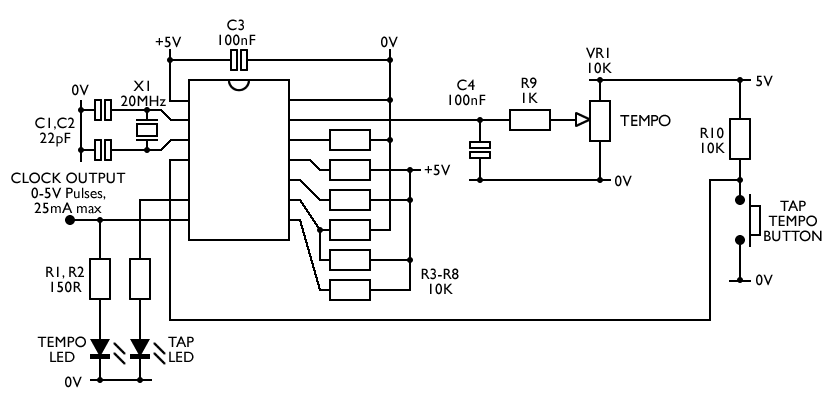 C3
100nF
+5V
0V
VR1
10K
5V
C4
100nF
R9
1K
TEMPO
R10
10K
0V
X1
20MHz
C1,C2
22pF
+5V
0V
CLOCK OUTPUT
0-5V Pulses,
25mA max
TAP
TEMPO
BUTTON
0V
R1, R2
150R
R3-R8
10K
TEMPO
LED
TAP
LED
0V